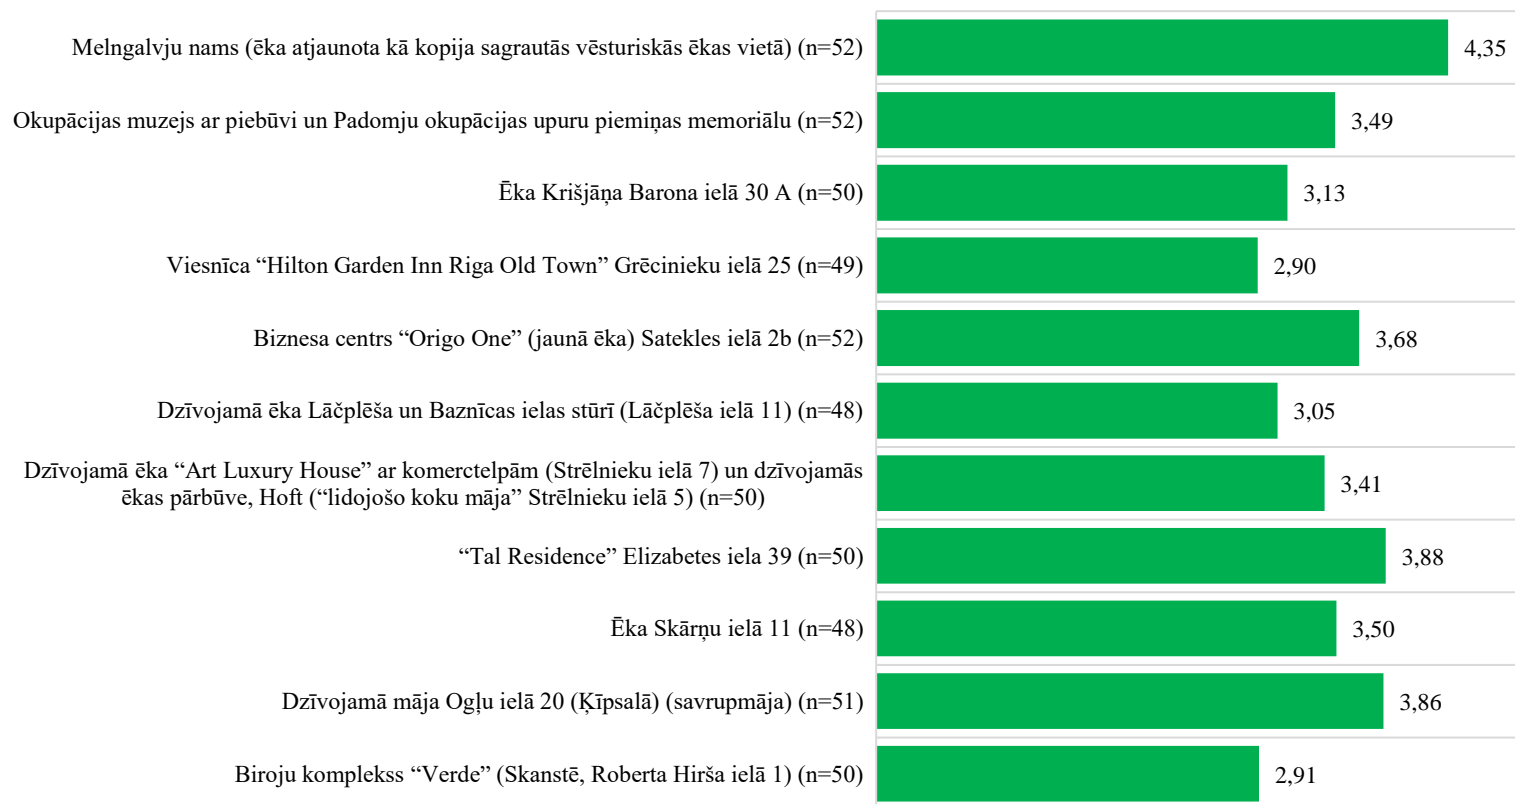 Melngalvju nams (ēka atjaunota kā kopija sagrautās vēsturiskās ēkas vietā) (n=52)
4,35
Okupācijas muzejs ar piebūvi un Padomju okupācijas upuru piemiņas memoriālu (n=52)
3,49
Ēka Krišjāņa Barona ielā 30 A (n=50)
3,13
Viesnīca “Hilton Garden Inn Riga Old Town” Grēcinieku ielā 25 (n=49)
2,90
Biznesa centrs “Origo One” (jaunā ēka) Satekles ielā 2b (n=52)
3,68
Dzīvojamā ēka Lāčplēša un Baznīcas ielas stūrī (Lāčplēša ielā 11) (n=48)
3,05
Dzīvojamā ēka “Art Luxury House” ar komerctelpām (Strēlnieku ielā 7) un dzīvojamās
ēkas pārbūve, Hoft (“lidojošo koku māja” Strēlnieku ielā 5) (n=50)
3,41
“Tal Residence” Elizabetes iela 39 (n=50)
3,88
Ēka Skārņu ielā 11 (n=48)
3,50
Dzīvojamā māja Ogļu ielā 20 (Ķīpsalā) (savrupmāja) (n=51)
3,86
Biroju komplekss “Verde” (Skanstē, Roberta Hirša ielā 1) (n=50)
2,91